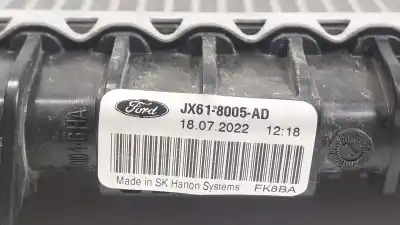 Ford
JX61-8005-AD
18.07.2022 12:18
Made in SK Hanon Systems FK8BA